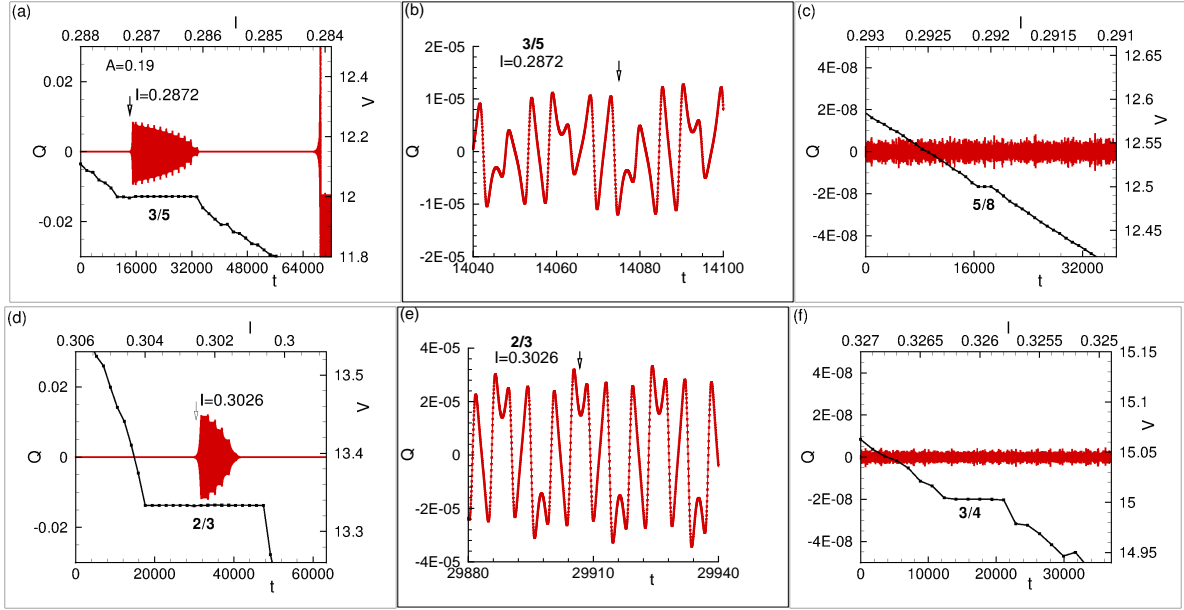 (a)
I
0.288 0.287 0.286 0.285 0.284
A=0.19
I=0.2872
0.02
0
-0.02
Q
12.4
12.2
12
11.8
V
3/5
0 16000 32000 48000 64000
t
(b)
3/5
I=0.2872
2E-05
1E-05
0
-1E-05
-2E-05
Q
14040 14060 14080 14100
t
(c)
I
0.293 0.2925 0.292 0.2915 0.291
4E-08
2E-08
0
-2E-08
-4E-08
Q
12.65
12.6
12.55
12.5
12.45
V
5/8
0 16000 32000
t
(d)
I
0.306 0.304 0.302 0.3
I=0.3026
0.02
0
-0.02
Q
13.5
13.4
13.3
V
2/3
0 20000 40000 60000
t
(e)
2/3
I=0.3026
4E-05
2E-05
0
-2E-05
-4E-05
Q
29880 29910 29940
t
(f)
I
0.327 0.3265 0.326 0.3255 0.325
4E-08
2E-08
0
-2E-08
-4E-08
Q
15.15
15.1
15.05
15
14.95
V
3/4
0 10000 20000 30000
t